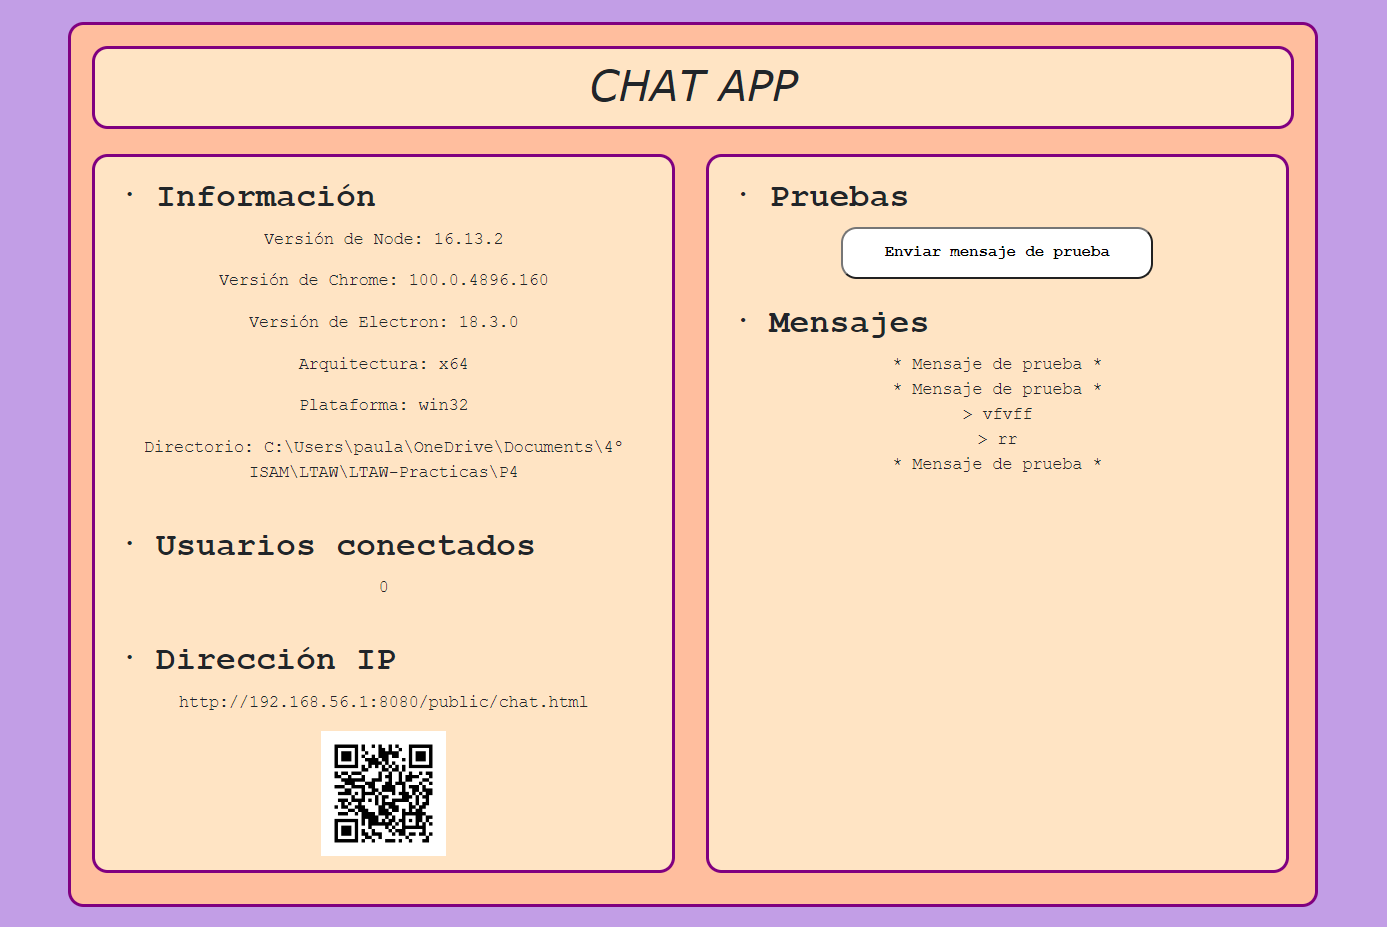 CHAT APP
· Información
Versión de Node: 16.13.2
Versión de Chrome: 100.0.4896.160
Versión de Electron: 18.3.0
Arquitectura: x64
Plataforma: win32
Directorio: C:\Users\paula\OneDrive\Documents\4º
ISAM\LTAW\LTAW-Practicas\P4
· Usuarios conectados
0
· Dirección IP
http://192.168.56.1:8080/public/chat.html
· Pruebas
Enviar mensaje de prueba
· Mensajes
* Mensaje de prueba *
* Mensaje de prueba *
> vfvff
> rr
* Mensaje de prueba *